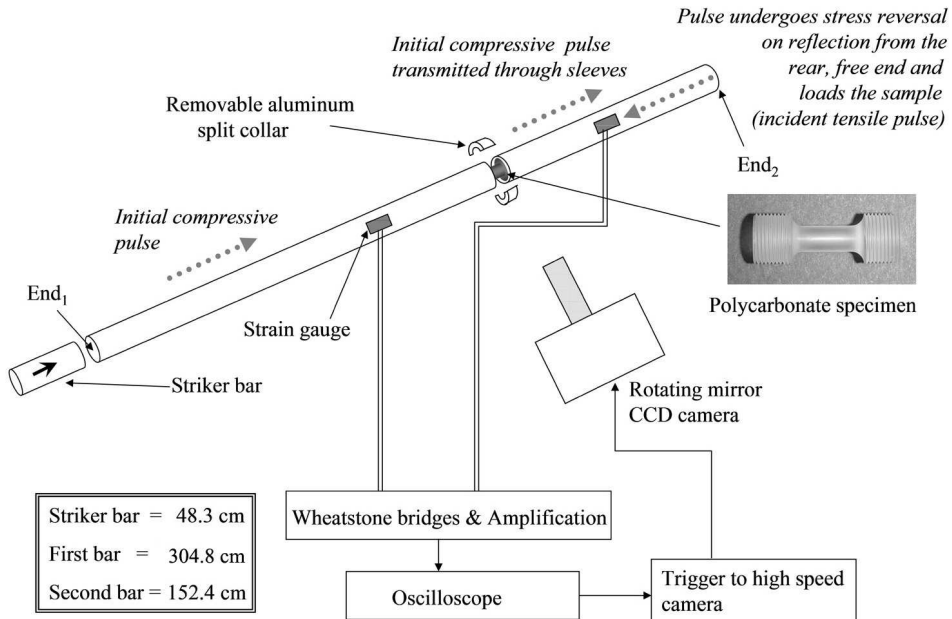 Pulse undergoes stress reversal
on reflection from the
rear, free end and
loads the sample
(incident tensile pulse)
Initial compressive pulse
transmitted through sleeves
Removable aluminum
split collar
End2
Initial compressive
pulse
End1
Strain gauge
Polycarbonate specimen
Striker bar
Rotating mirror
CCD camera
Striker bar = 48.3 cm
First bar = 304.8 cm
Second bar = 152.4 cm
Wheatstone bridges & Amplification
Oscilloscope
Trigger to high speed
camera